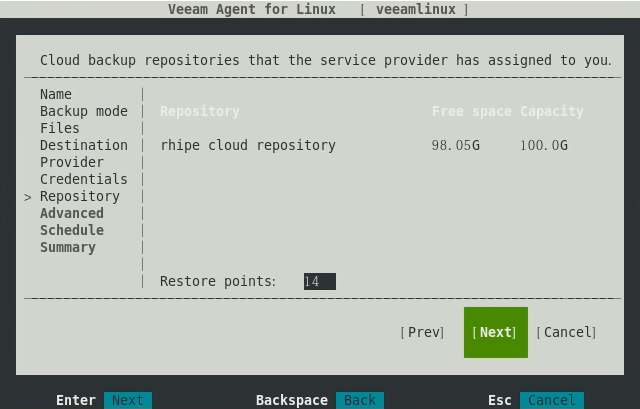 Veeam Agent for Linux [ veeamlinux ]
Cloud backup repositories that the service provider has assigned to you.
Name
Backup mode
Repository Free space Capacity
Files
Destination
rhipe cloud repository 98.05G 100.0G
Provider
Credentials
> Repository
Advanced
Schedule
Summary
Restore points: 14
[Prev] [Next] [Cancel]
Enter Next Backspace Back Esc Cancel